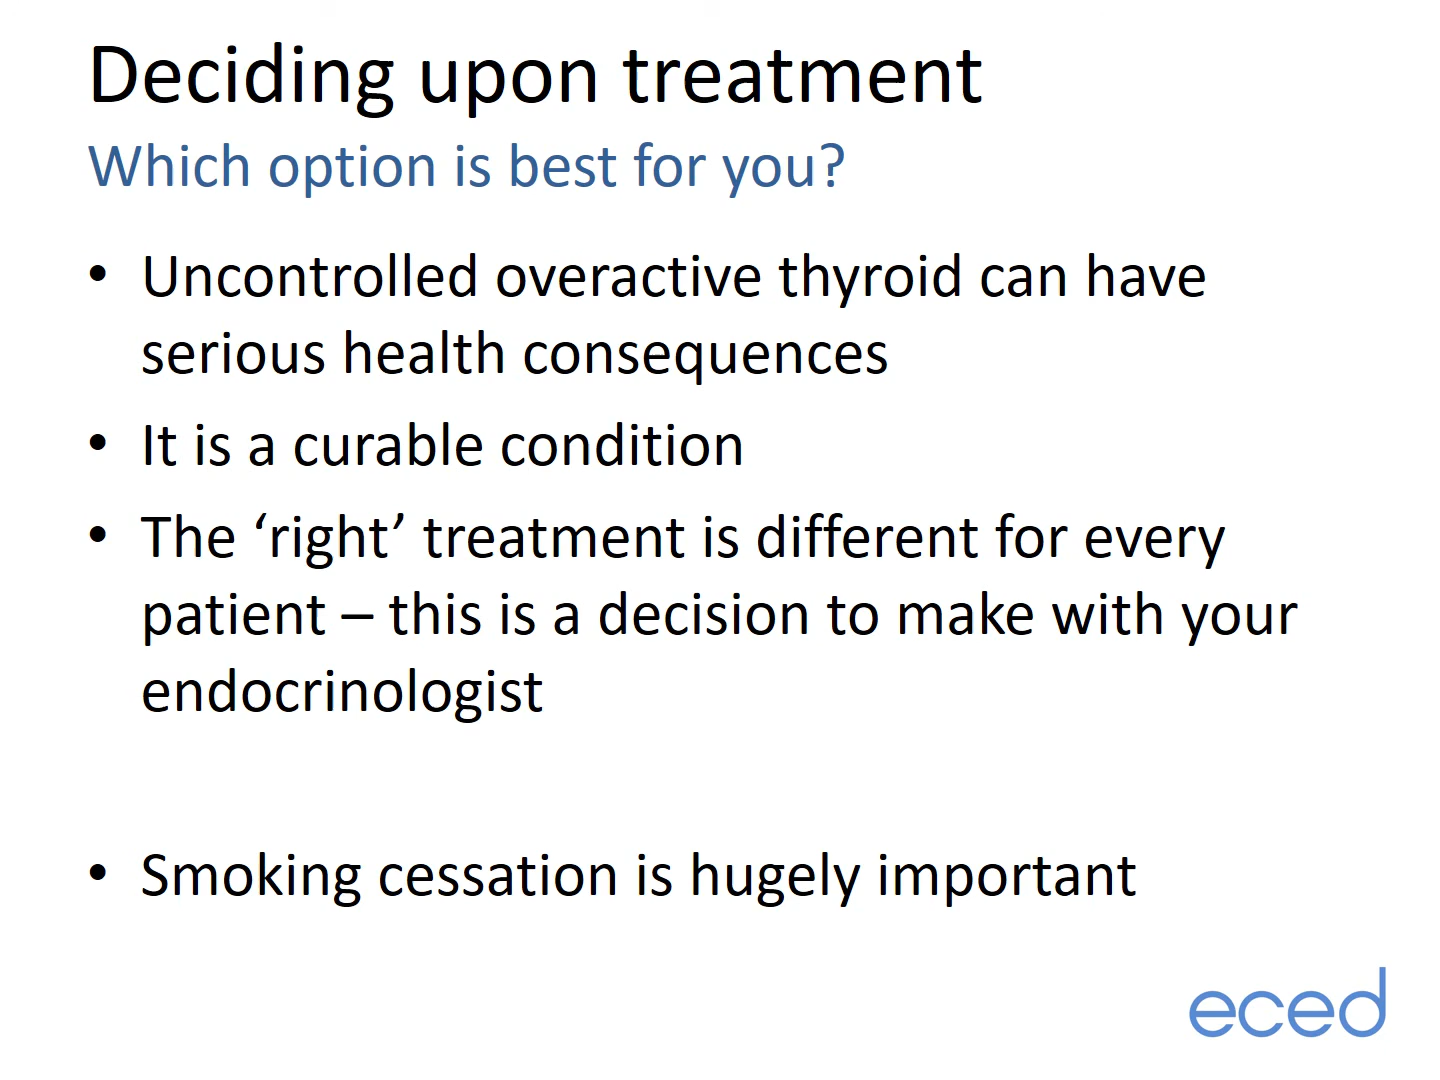 Deciding upon treatment
Which option is best for you?
• Uncontrolled overactive thyroid can have
serious health consequences
• It is a curable condition
• The ‘right’ treatment is different for every
patient – this is a decision to make with your
endocrinologist
• Smoking cessation is hugely important
eced